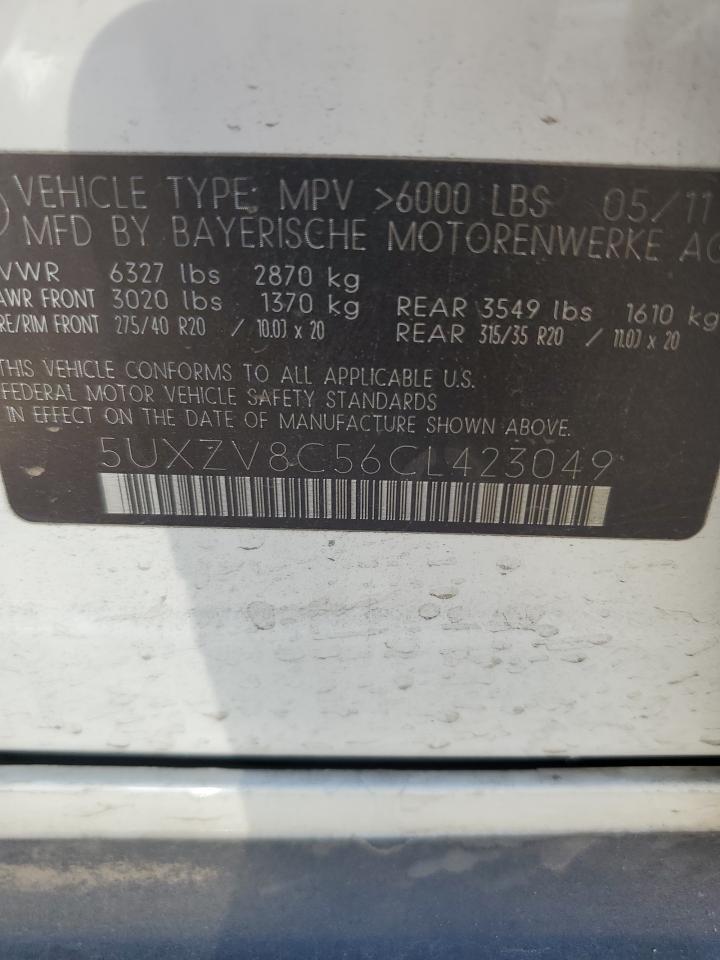 VEHICLE TYPE: MPV >6000 LBS 05/11
MFD BY BAYERISCHE MOTORENWERKE AG
VWR 6327 lbs 2870 kg
AWR FRONT 3020 lbs 1370 kg REAR 3549 lbs 1610 kg
RE/RIM FRONT 275/40 R20 / 10.0J x 20 REAR 315/35 R20 / 11.0J x 20
THIS VEHICLE CONFORMS TO ALL APPLICABLE U.S.
FEDERAL MOTOR VEHICLE SAFETY STANDARDS
IN EFFECT ON THE DATE OF MANUFACTURE SHOWN ABOVE.
5UXZV8C56CL423049